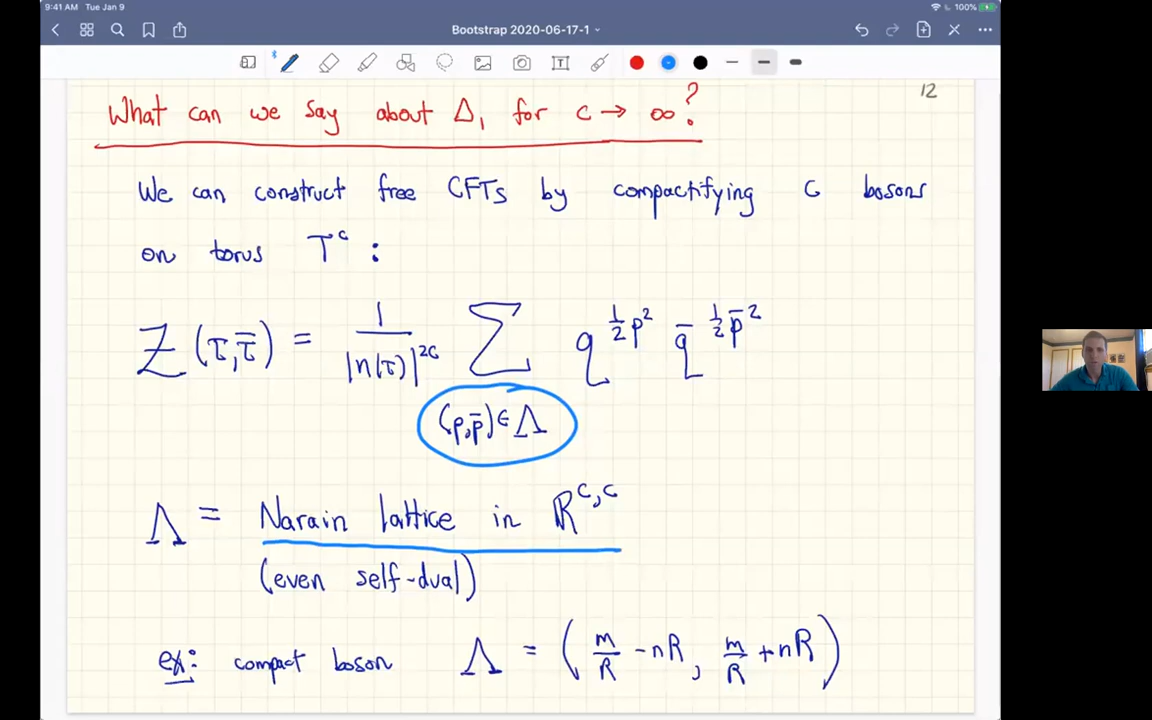 9:41 AM Tue Jan 9
100%
Bootstrap 2020-06-17-1
12
What can we say about Δ₁ for c → ∞?
We can construct free CFTs by compactifying c bosons
on torus T^c :
Z(τ,τ̄) = 1/|η(τ)|^{2c} Σ_{(p,p̄)∈Λ} q^{½p²} q̄^{½p̄²}
Λ = Narain lattice in ℝ^{c,c}
(even self-dual)
ex: compact boson Λ = (m/R - nR, m/R + nR)